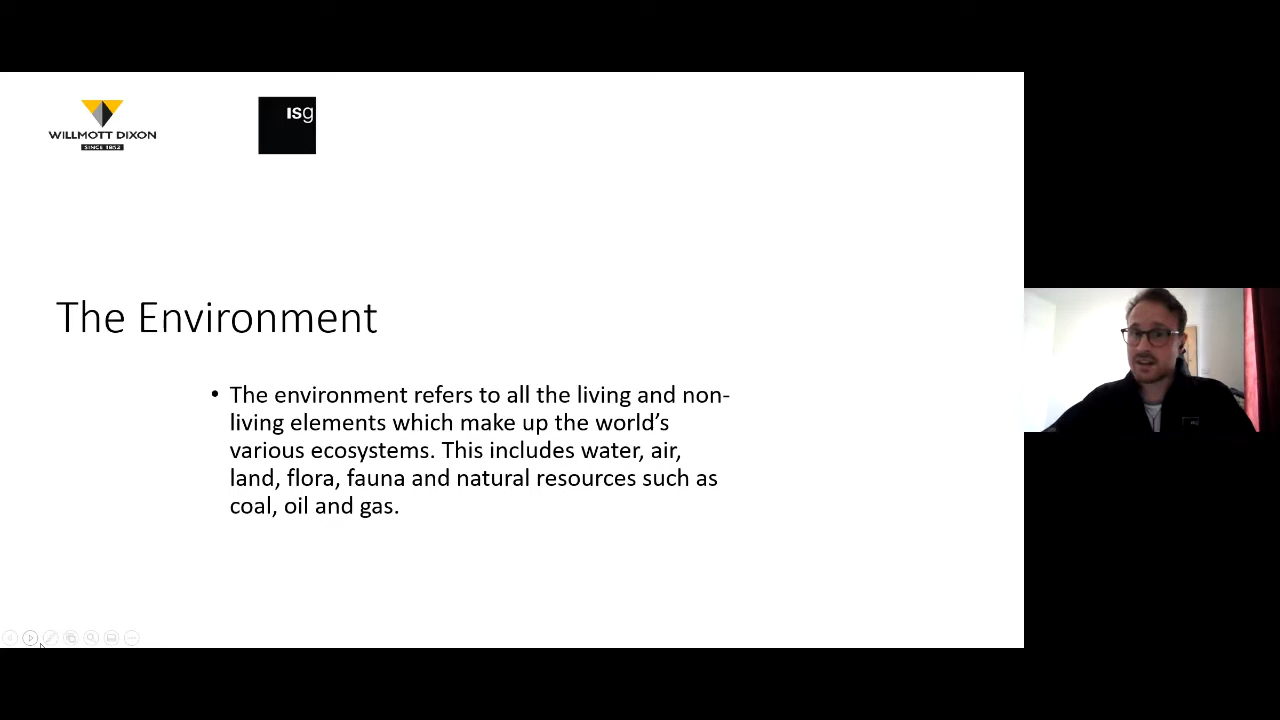 WILLMOTT DIXON
SINCE 1852
ISg
The Environment
• The environment refers to all the living and non-
living elements which make up the world's
various ecosystems. This includes water, air,
land, flora, fauna and natural resources such as
coal, oil and gas.